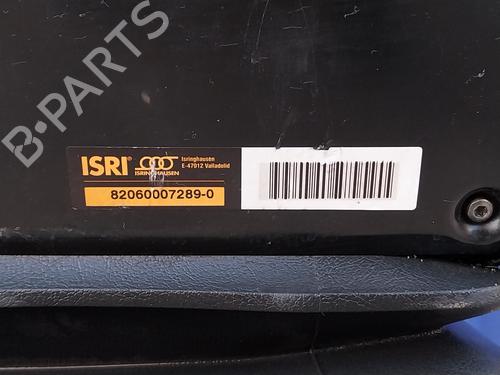 B-PARTS
ISRI® ISRINGHAUSEN
Isringhausen
E-47012 Valladolid
82060007289-0